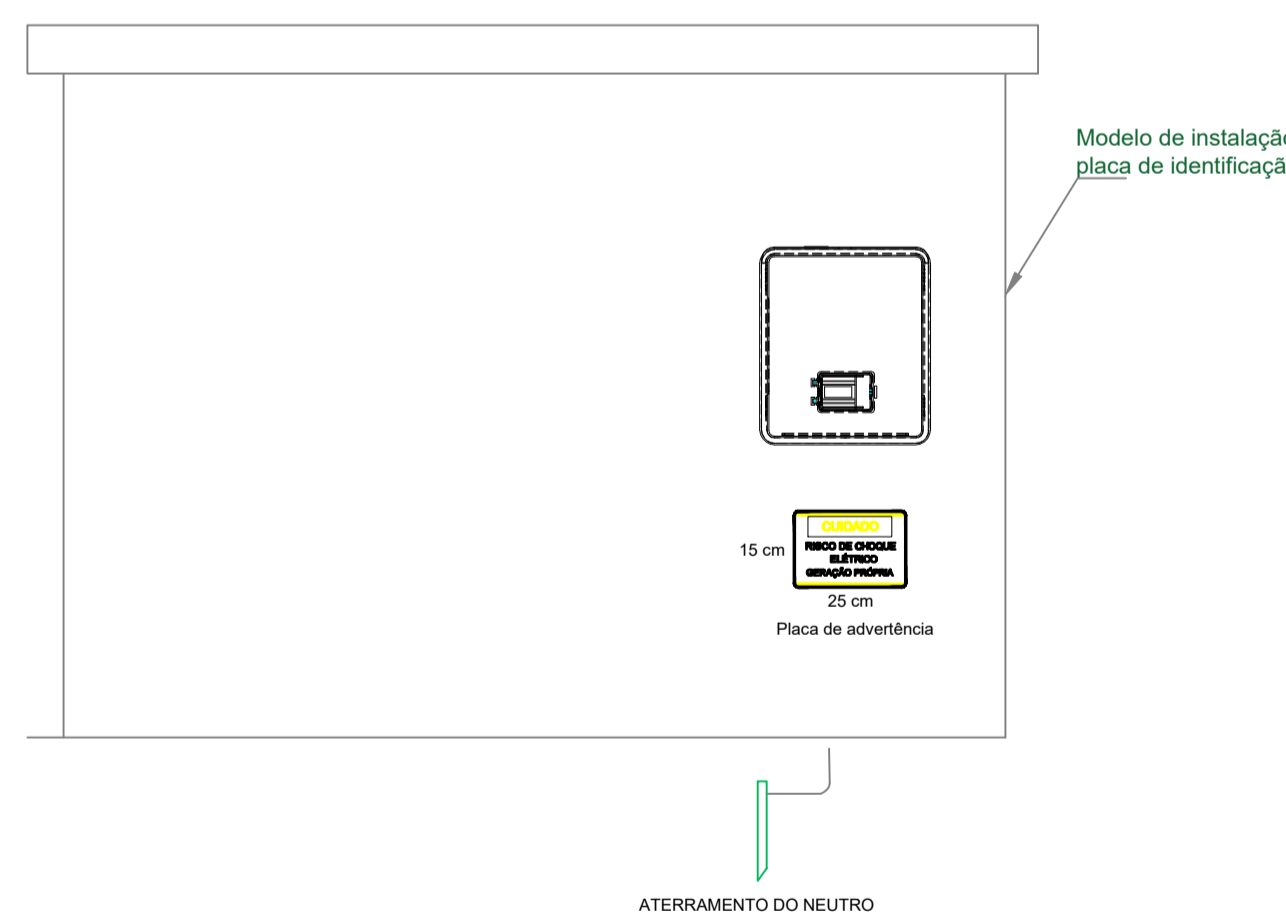 Modelo de instalação
placa de identificaçã
CUIDADO
RISCO DE CHOQUE
ELÉTRICO
GERAÇÃO PRÓPRIA
15 cm
25 cm
Placa de advertência
ATERRAMENTO DO NEUTRO